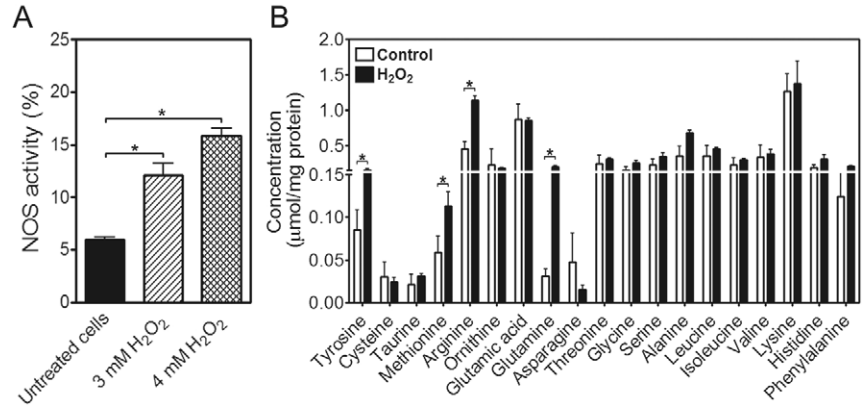 A
NOS activity (%)
25
20
15
10
5
0
*
*
Untreated cells
3 mM H₂O₂
4 mM H₂O₂
B
Concentration
(µmol/mg protein)
2.0
1.5
1.0
0.5
0.15
0.10
0.05
0.00
Control
H₂O₂
*
*
*
*
Tyrosine
Cysteine
Taurine
Methionine
Arginine
Ornithine
Glutamic acid
Glutamine
Asparagine
Threonine
Glycine
Serine
Alanine
Leucine
Isoleucine
Valine
Lysine
Histidine
Phenylalanine